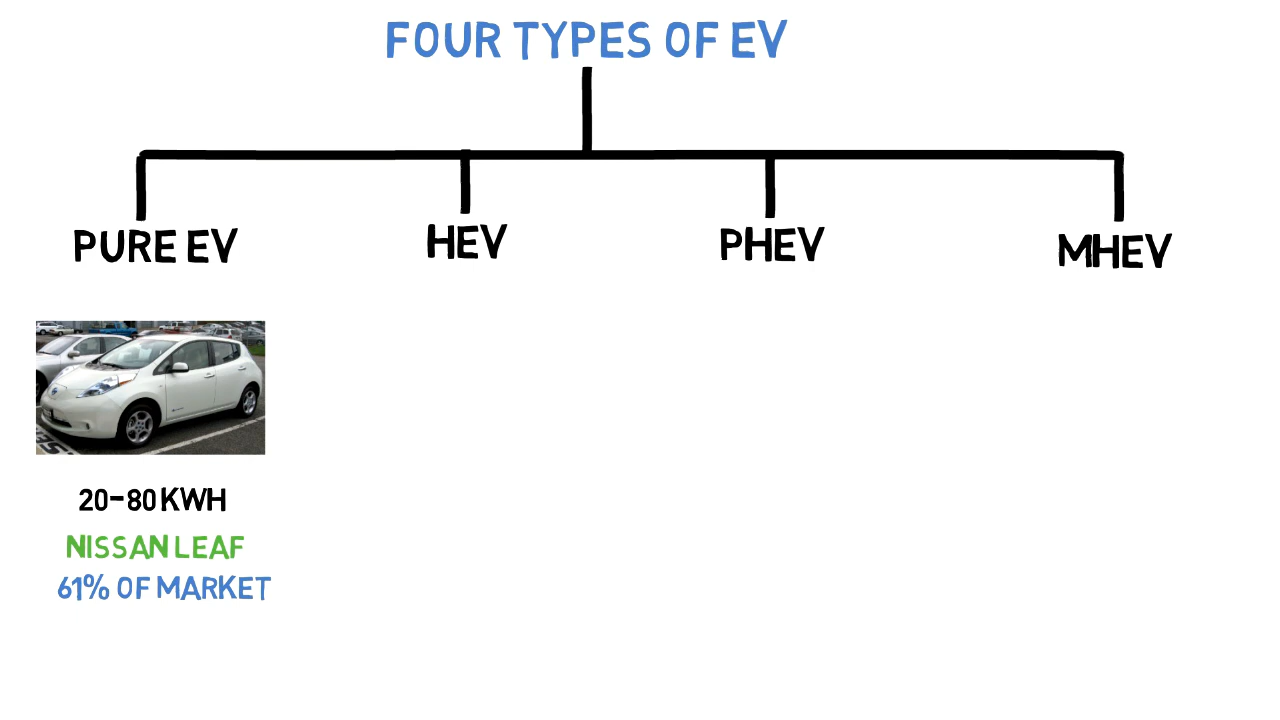 FOUR TYPES OF EV
PURE EV
HEV
PHEV
MHEV
20-80 KWH
NISSAN LEAF
61% OF MARKET